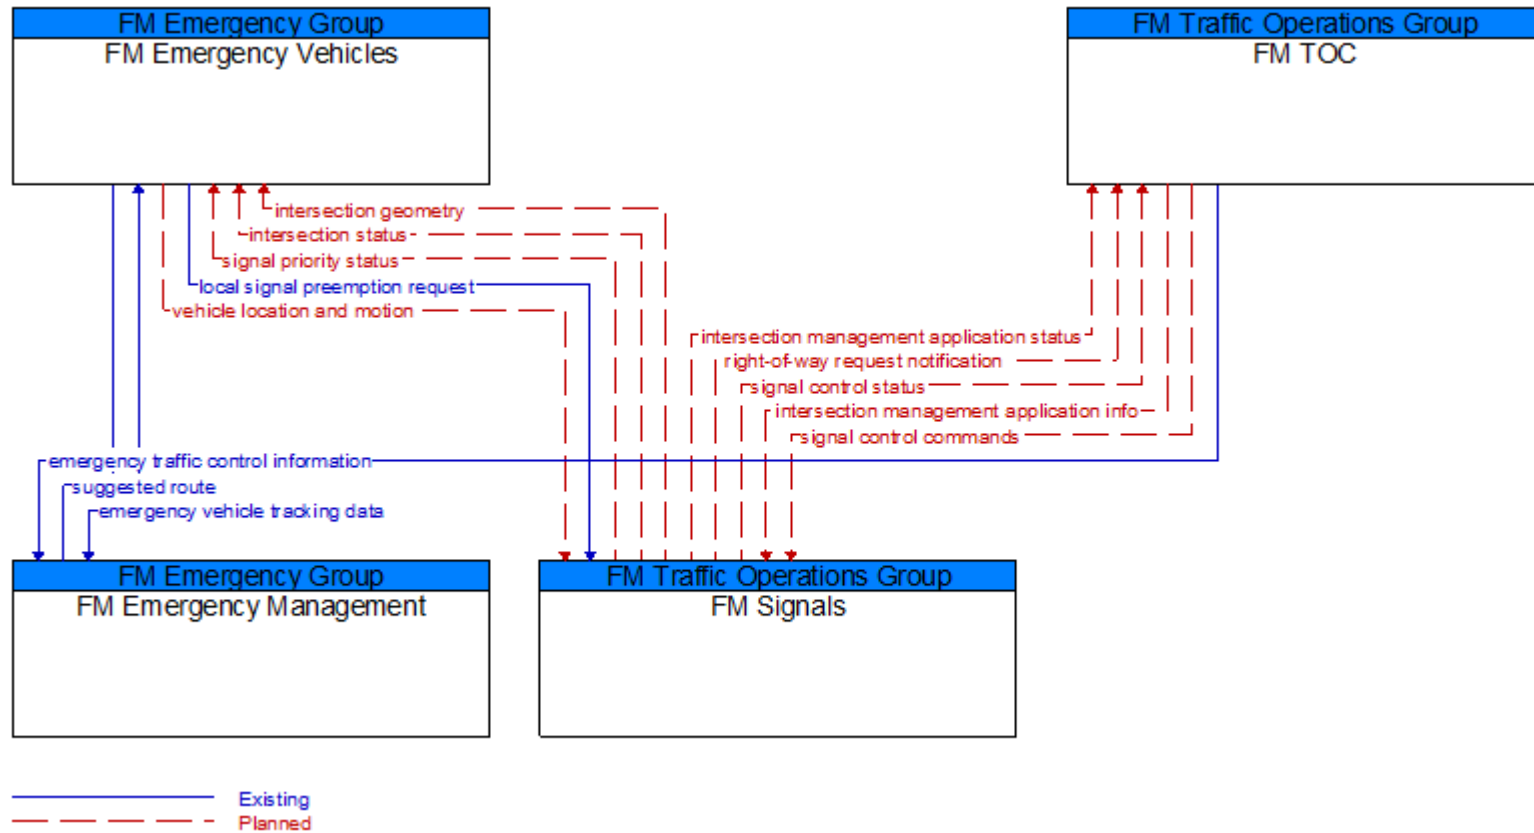 FM Emergency Group
FM Emergency Vehicles
FM Traffic Operations Group
FM TOC
intersection geometry
intersection status
signal priority status
local signal preemption request
vehicle location and motion
intersection management application status
right-of-way request notification
signal control status
intersection management application info
signal control commands
emergency traffic control information
suggested route
emergency vehicle tracking data
FM Emergency Group
FM Emergency Management
FM Traffic Operations Group
FM Signals
Existing
Planned